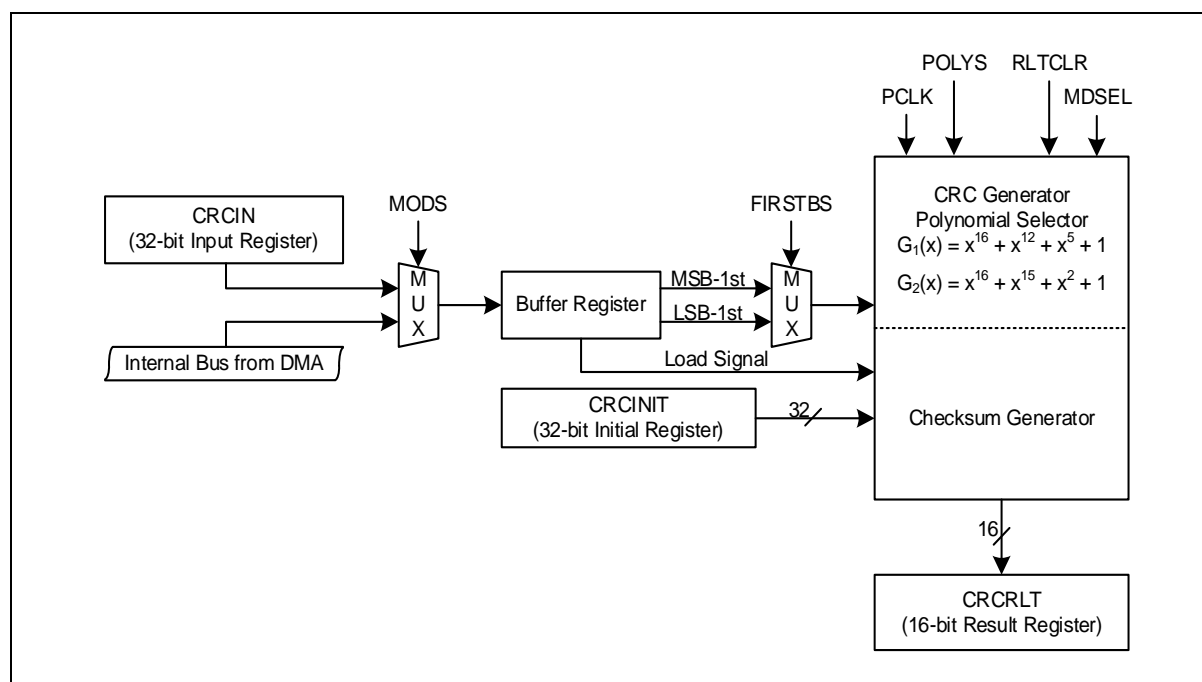 POLYS RLTCLR
PCLK MDSEL
CRCIN
(32-bit Input Register)
MODS
FIRSTBS
CRC Generator
Polynomial Selector
G₁(x) = x¹⁶ + x¹² + x⁵ + 1
G₂(x) = x¹⁶ + x¹⁵ + x² + 1
M
U
X
Buffer Register
MSB-1st
LSB-1st
M
U
X
Internal Bus from DMA
Load Signal
CRCINIT
(32-bit Initial Register)
32
Checksum Generator
16
CRCRLT
(16-bit Result Register)